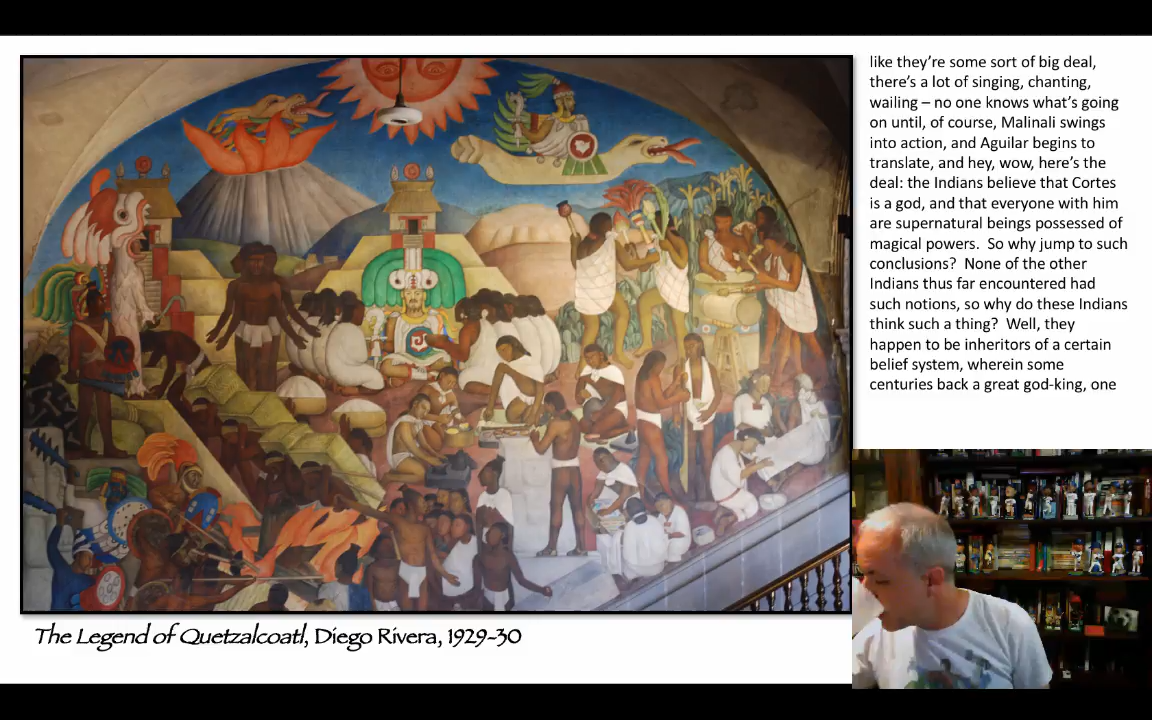 like they're some sort of big deal,
there's a lot of singing, chanting,
wailing – no one knows what's going
on until, of course, Malinali swings
into action, and Aguilar begins to
translate, and hey, wow, here's the
deal: the Indians believe that Cortes
is a god, and that everyone with him
are supernatural beings possessed of
magical powers.  So why jump to such
conclusions?  None of the other
Indians thus far encountered had
such notions, so why do these Indians
think such a thing?  Well, they
happen to be inheritors of a certain
belief system, wherein some
centuries back a great god-king, one
The Legend of Quetzalcoatl, Diego Rivera, 1929-30